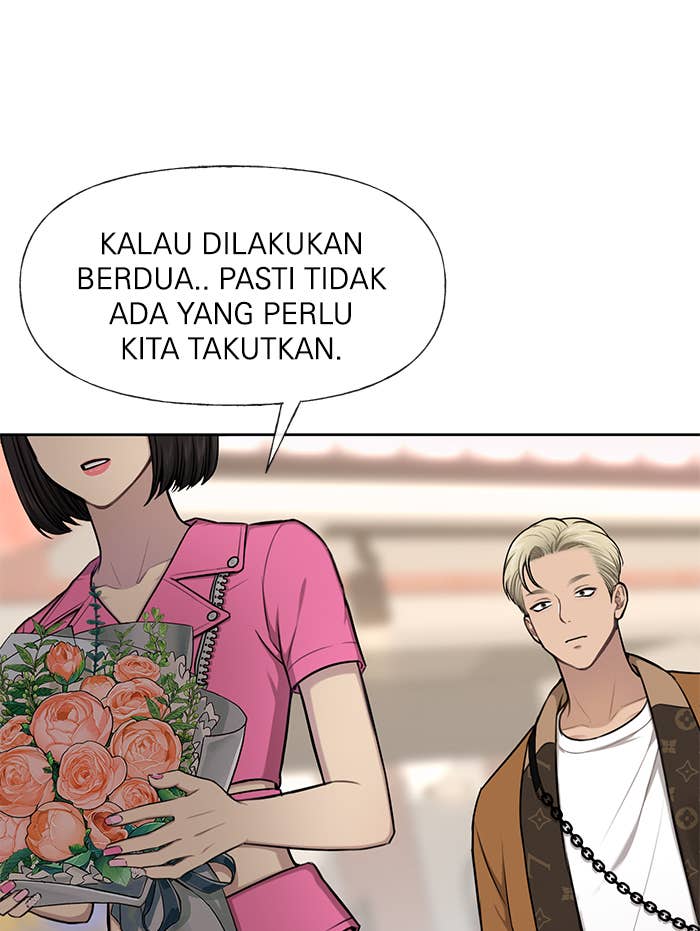 KALAU DILAKUKAN
BERDUA.. PASTI TIDAK
ADA YANG PERLU
KITA TAKUTKAN.